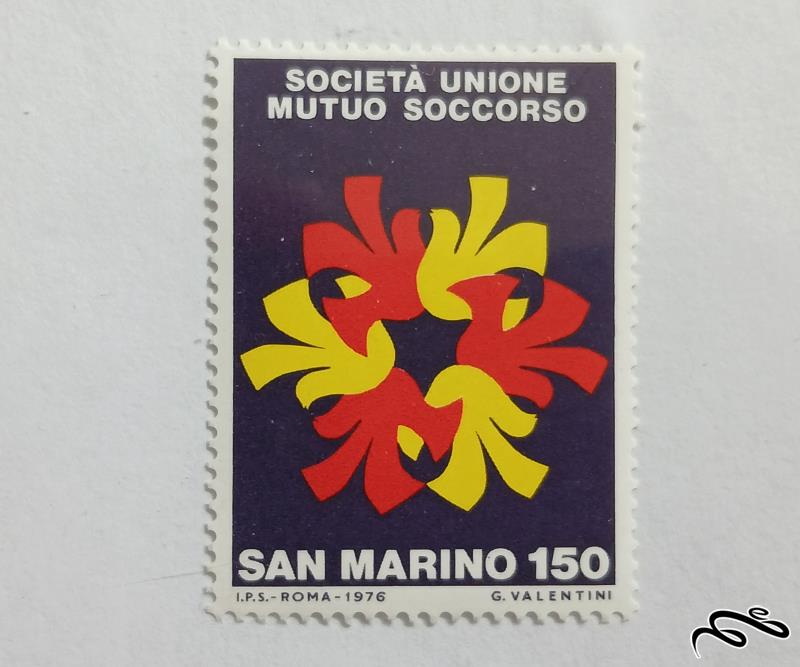 SOCIETÀ UNIONE
MUTUO SOCCORSO
SAN MARINO 150
I.P.S.-ROMA-1976 G. VALENTINI